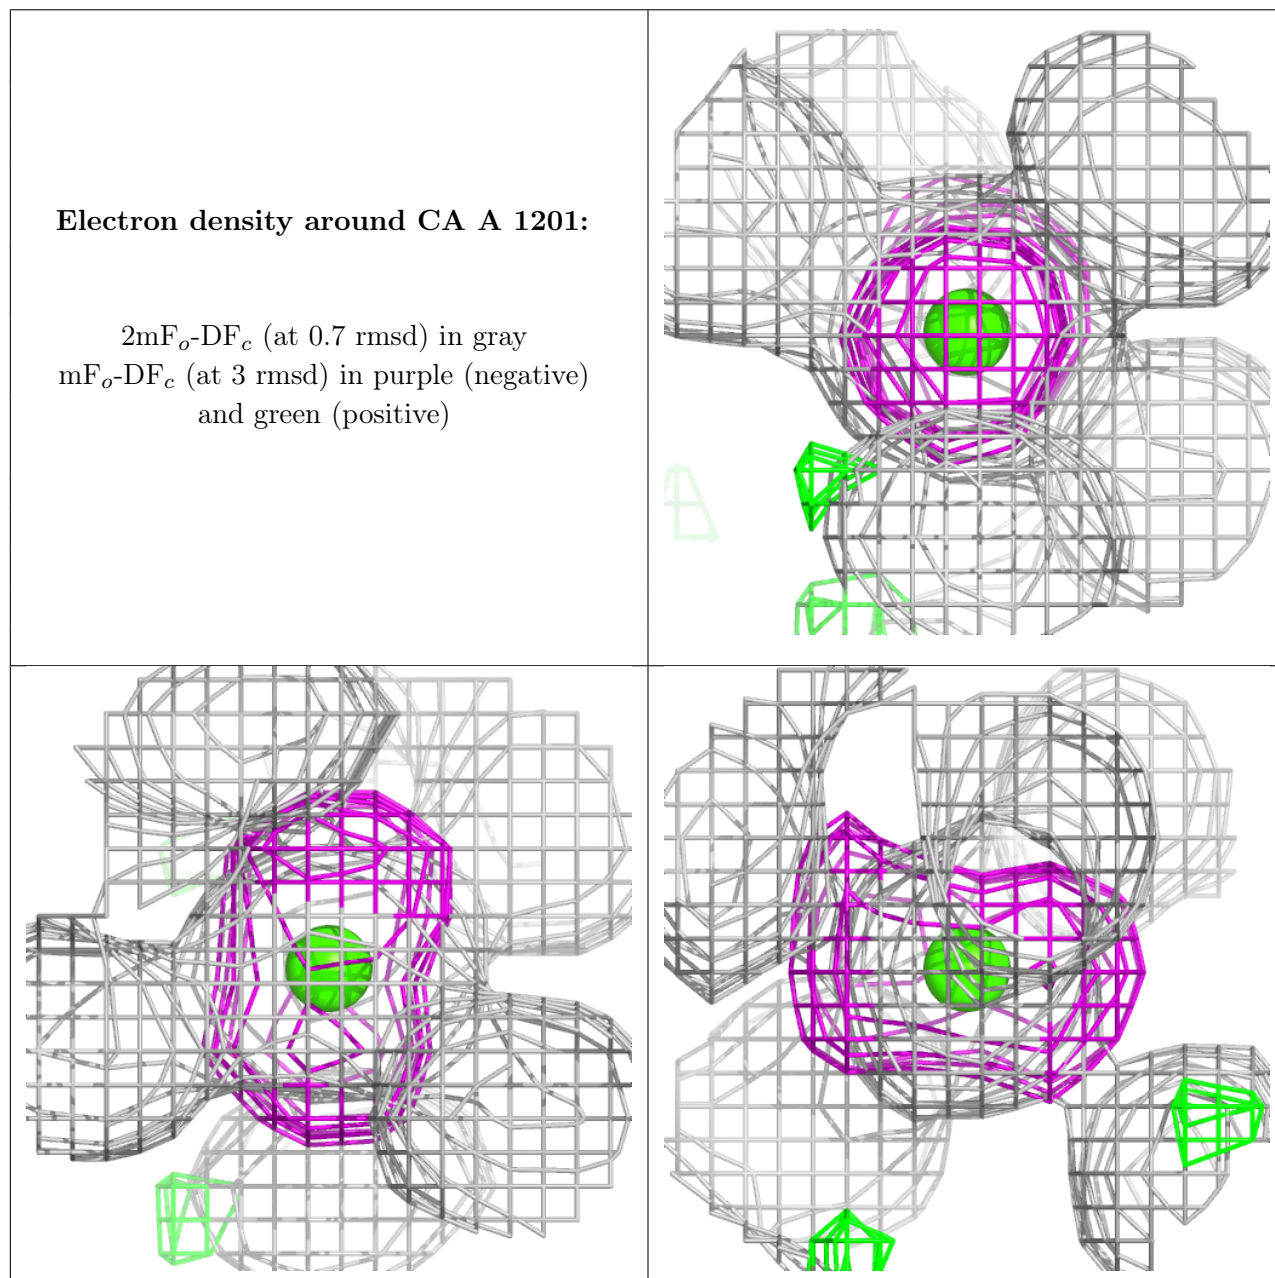 Electron density around CA A 1201:
2mFo-DFc (at 0.7 rmsd) in gray
mFo-DFc (at 3 rmsd) in purple (negative)
and green (positive)